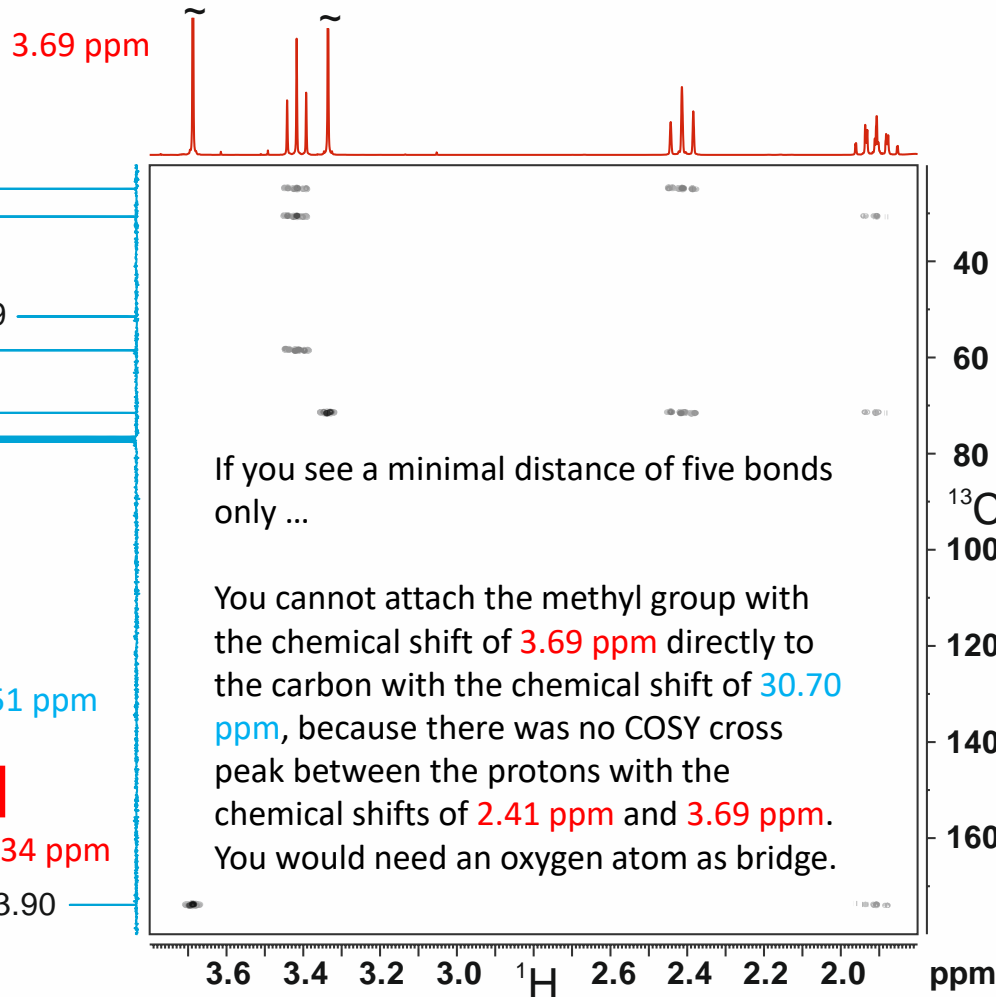 ~ ~
3.69 ppm
9
40
60
80
If you see a minimal distance of five bonds
only ...
13C
100
You cannot attach the methyl group with
the chemical shift of 3.69 ppm directly to
the carbon with the chemical shift of 30.70
ppm, because there was no COSY cross
peak between the protons with the
chemical shifts of 2.41 ppm and 3.69 ppm.
You would need an oxygen atom as bridge.
120
51 ppm
140
160
34 ppm
3.90
3.6 3.4 3.2 3.0 1H 2.6 2.4 2.2 2.0 ppm